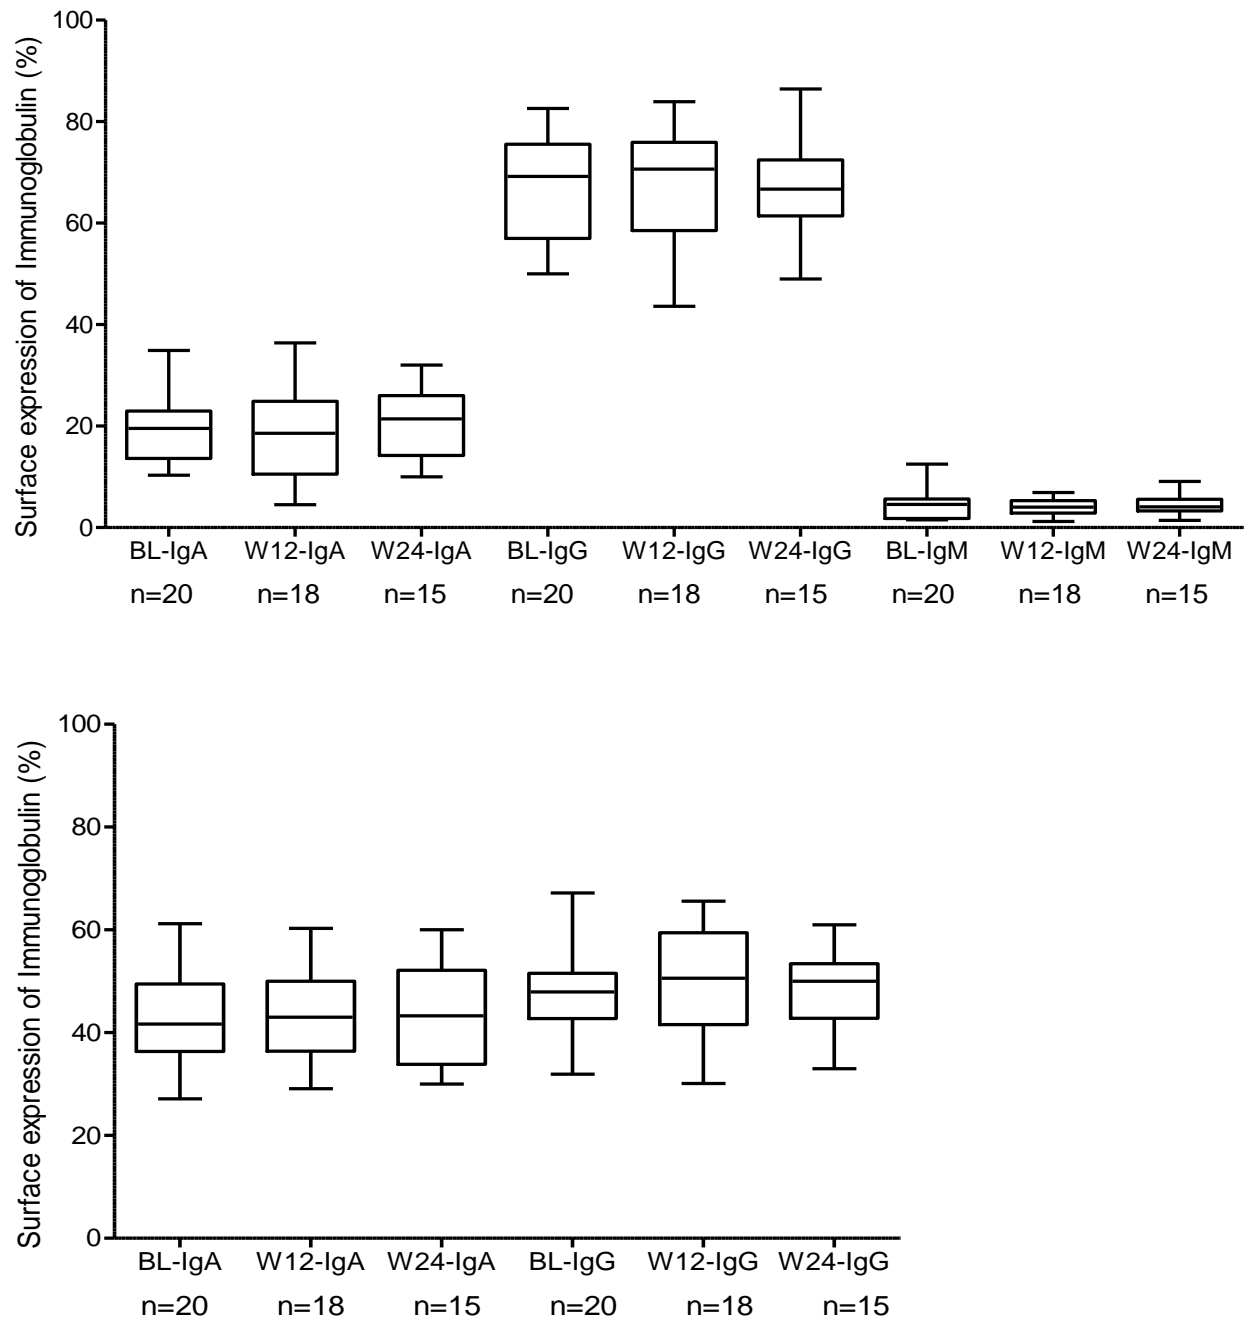 Surface expression of Immunoglobulin (%)
100
80
60
40
20
0
BL-IgA W12-IgA W24-IgA BL-IgG W12-IgG W24-IgG BL-IgM W12-IgM W24-IgM
n=20 n=18 n=15 n=20 n=18 n=15 n=20 n=18 n=15
Surface expression of Immunoglobulin (%)
100
80
60
40
20
0
BL-IgA W12-IgA W24-IgA BL-IgG W12-IgG W24-IgG
n=20 n=18 n=15 n=20 n=18 n=15